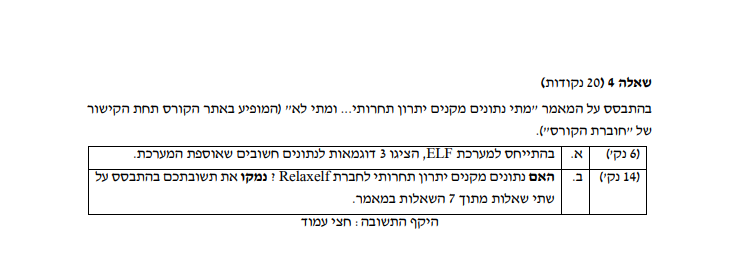 שאלה 4 (20 נקודות)
בהתבסס על המאמר "מתי נתונים מקנים יתרון תחרותי... ומתי לא" (המופיע באתר הקורס תחת הקישור
של "חוברת הקורס").
(6 נק') א. בהתייחס למערכת ELF, הציגו 3 דוגמאות לנתונים חשובים שאוספת המערכת.
(14 נק') ב. האם נתונים מקנים יתרון תחרותי לחברת Relaxelf ? נמקו את תשובתכם בהתבסס על
שתי שאלות מתוך 7 השאלות במאמר.
היקף התשובה : חצי עמוד